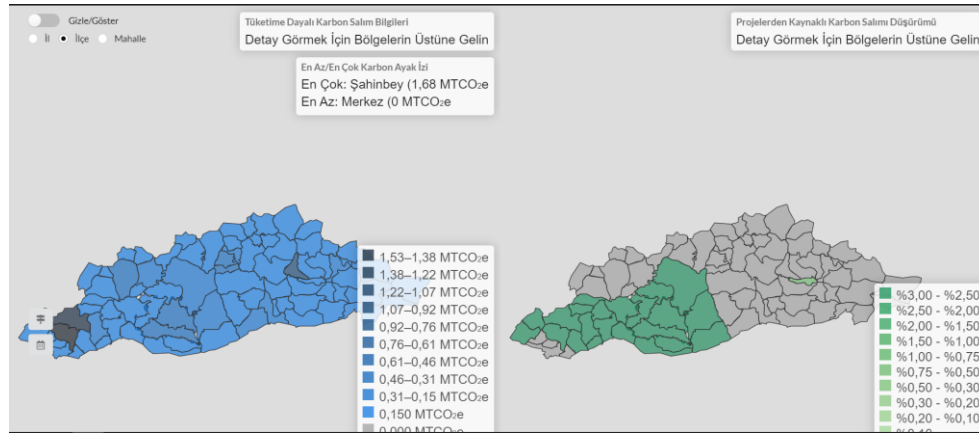 Gizle/Göster
İl
İlçe
Mahalle
Tüketime Dayalı Karbon Salım Bilgileri
Detay Görmek İçin Bölgelerin Üstüne Gelin
En Az/En Çok Karbon Ayak İzi
En Çok: Şahinbey (1,68 MTCO₂e
En Az: Merkez (0 MTCO₂e
1,53–1,38 MTCO₂e
1,38–1,22 MTCO₂e
1,22–1,07 MTCO₂e
1,07–0,92 MTCO₂e
0,92–0,76 MTCO₂e
0,76–0,61 MTCO₂e
0,61–0,46 MTCO₂e
0,46–0,31 MTCO₂e
0,31–0,15 MTCO₂e
0,150 MTCO₂e
0,000 MTCO₂e
Projelerden Kaynaklı Karbon Salımı Düşürümü
Detay Görmek İçin Bölgelerin Üstüne Gelin
%3,00 - %2,50
%2,50 - %2,00
%2,00 - %1,50
%1,50 - %1,00
%1,00 - %0,75
%0,75 - %0,50
%0,50 - %0,30
%0,30 - %0,20
%0,20 - %0,10